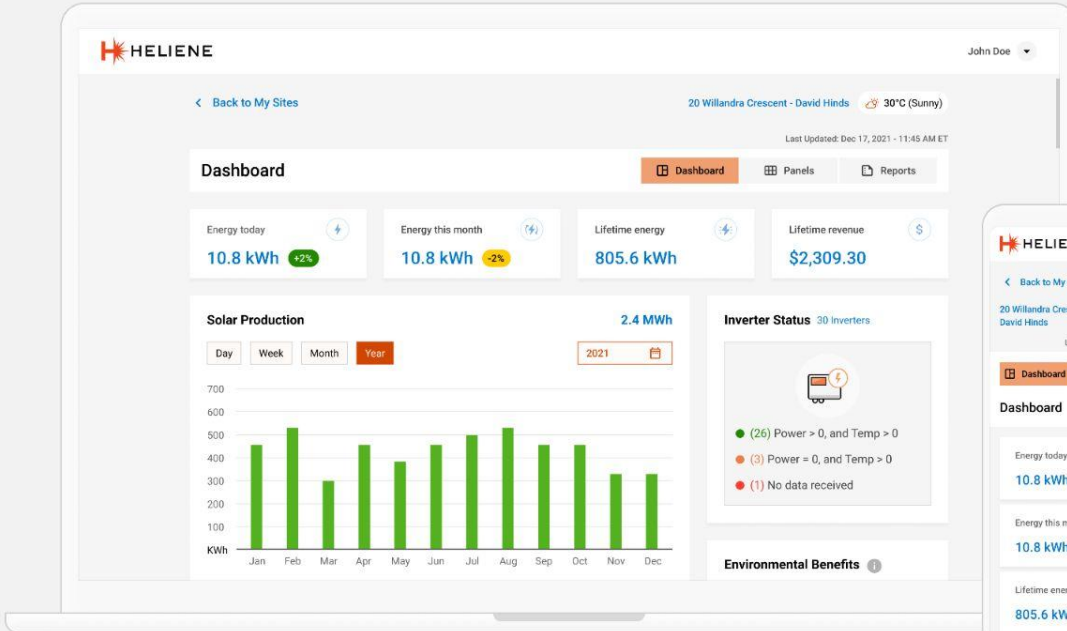 HELIENE
John Doe
Back to My Sites
20 Willandra Crescent - David Hinds 30°C (Sunny)
Last Updated: Dec 17, 2021 - 11:45 AM ET
Dashboard
Dashboard Panels Reports
Energy today
10.8 kWh +2%
Energy this month
10.8 kWh -2%
Lifetime energy
805.6 kWh
Lifetime revenue
$2,309.30
Solar Production 2.4 MWh
Day Week Month Year 2021
700
600
500
400
300
200
100
KWh
Jan Feb Mar Apr May Jun Jul Aug Sep Oct Nov Dec
Inverter Status 30 Inverters
(26) Power > 0, and Temp > 0
(3) Power = 0, and Temp > 0
(1) No data received
Environmental Benefits
HELIE
Back to My
20 Willandra Cre
David Hinds
Dashboard
Dashboard
Energy today
10.8 kWh
Energy this m
10.8 kWh
Lifetime ener
805.6 kW